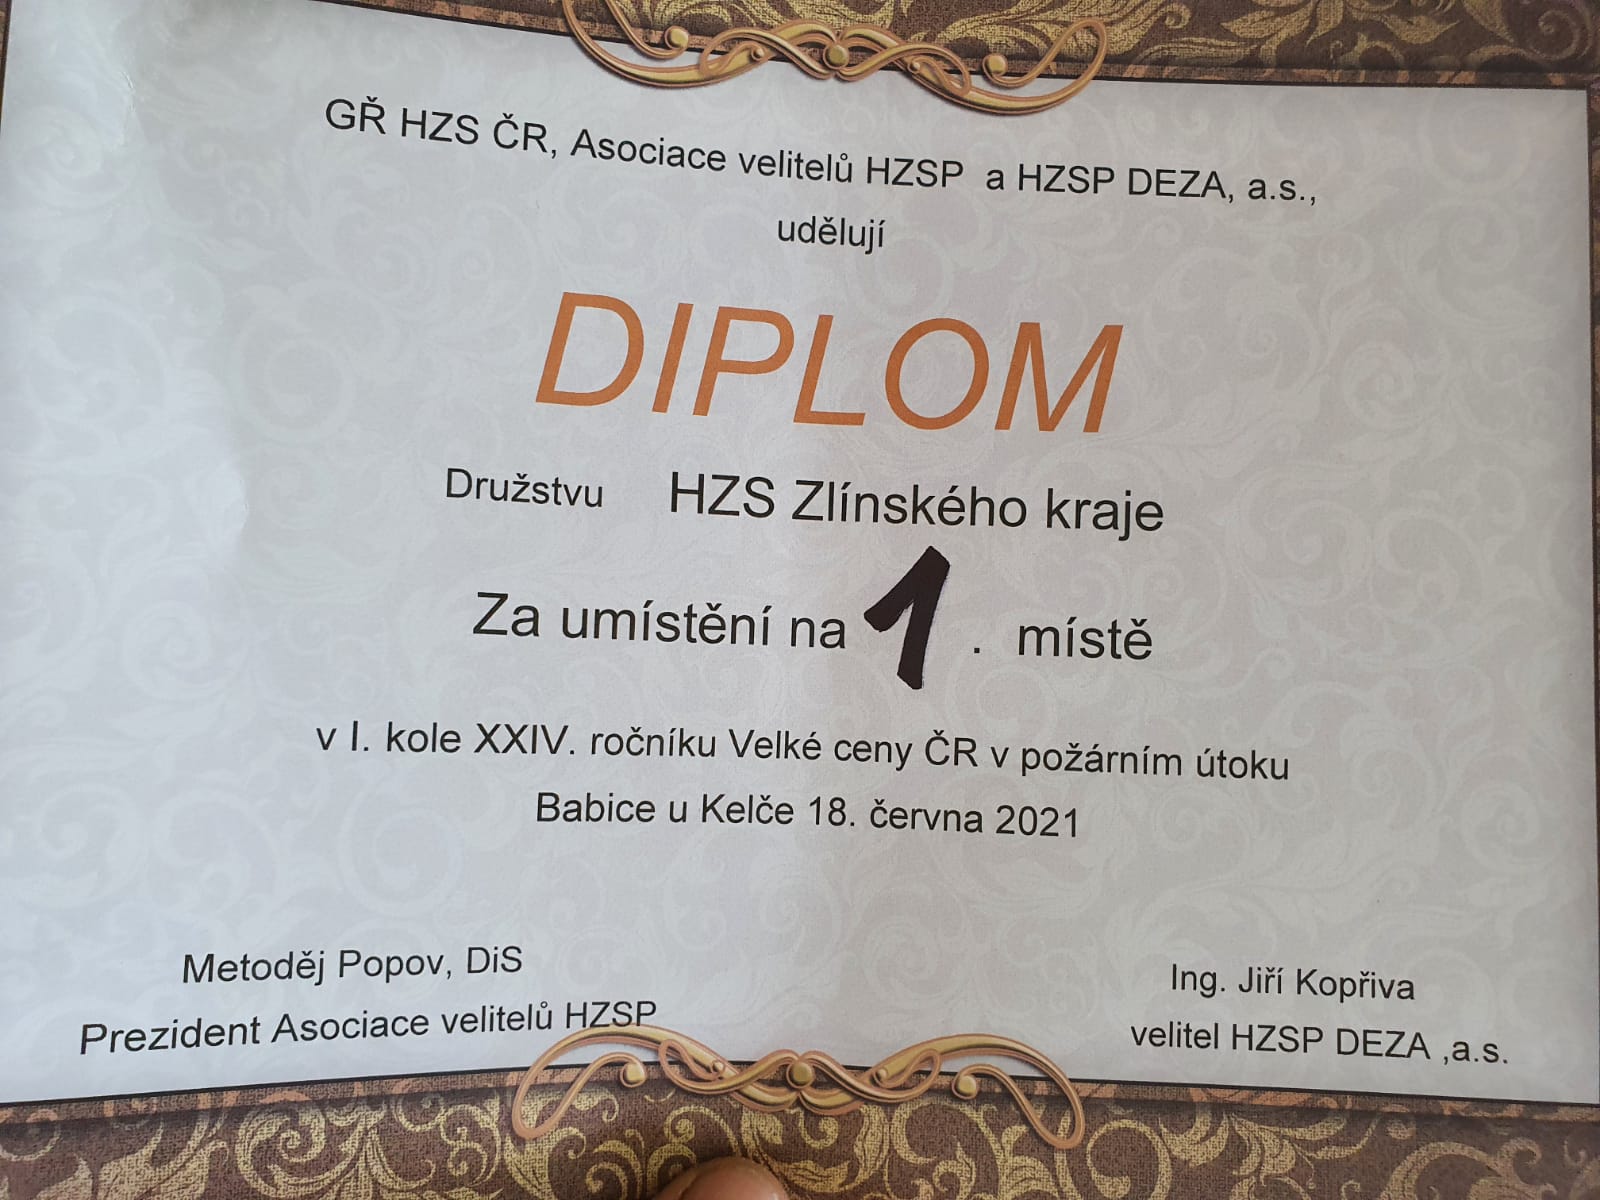 GŘ HZS ČR, Asociace velitelů HZSP a HZSP DEZA, a.s.,
udělují
DIPLOM
Družstvu HZS Zlínského kraje
Za umístění na 1 . místě
v I. kole XXIV. ročníku Velké ceny ČR v požárním útoku
Babice u Kelče 18. června 2021
Metoděj Popov, DiS
Prezident Asociace velitelů HZSP
Ing. Jiří Kopřiva
velitel HZSP DEZA ,a.s.